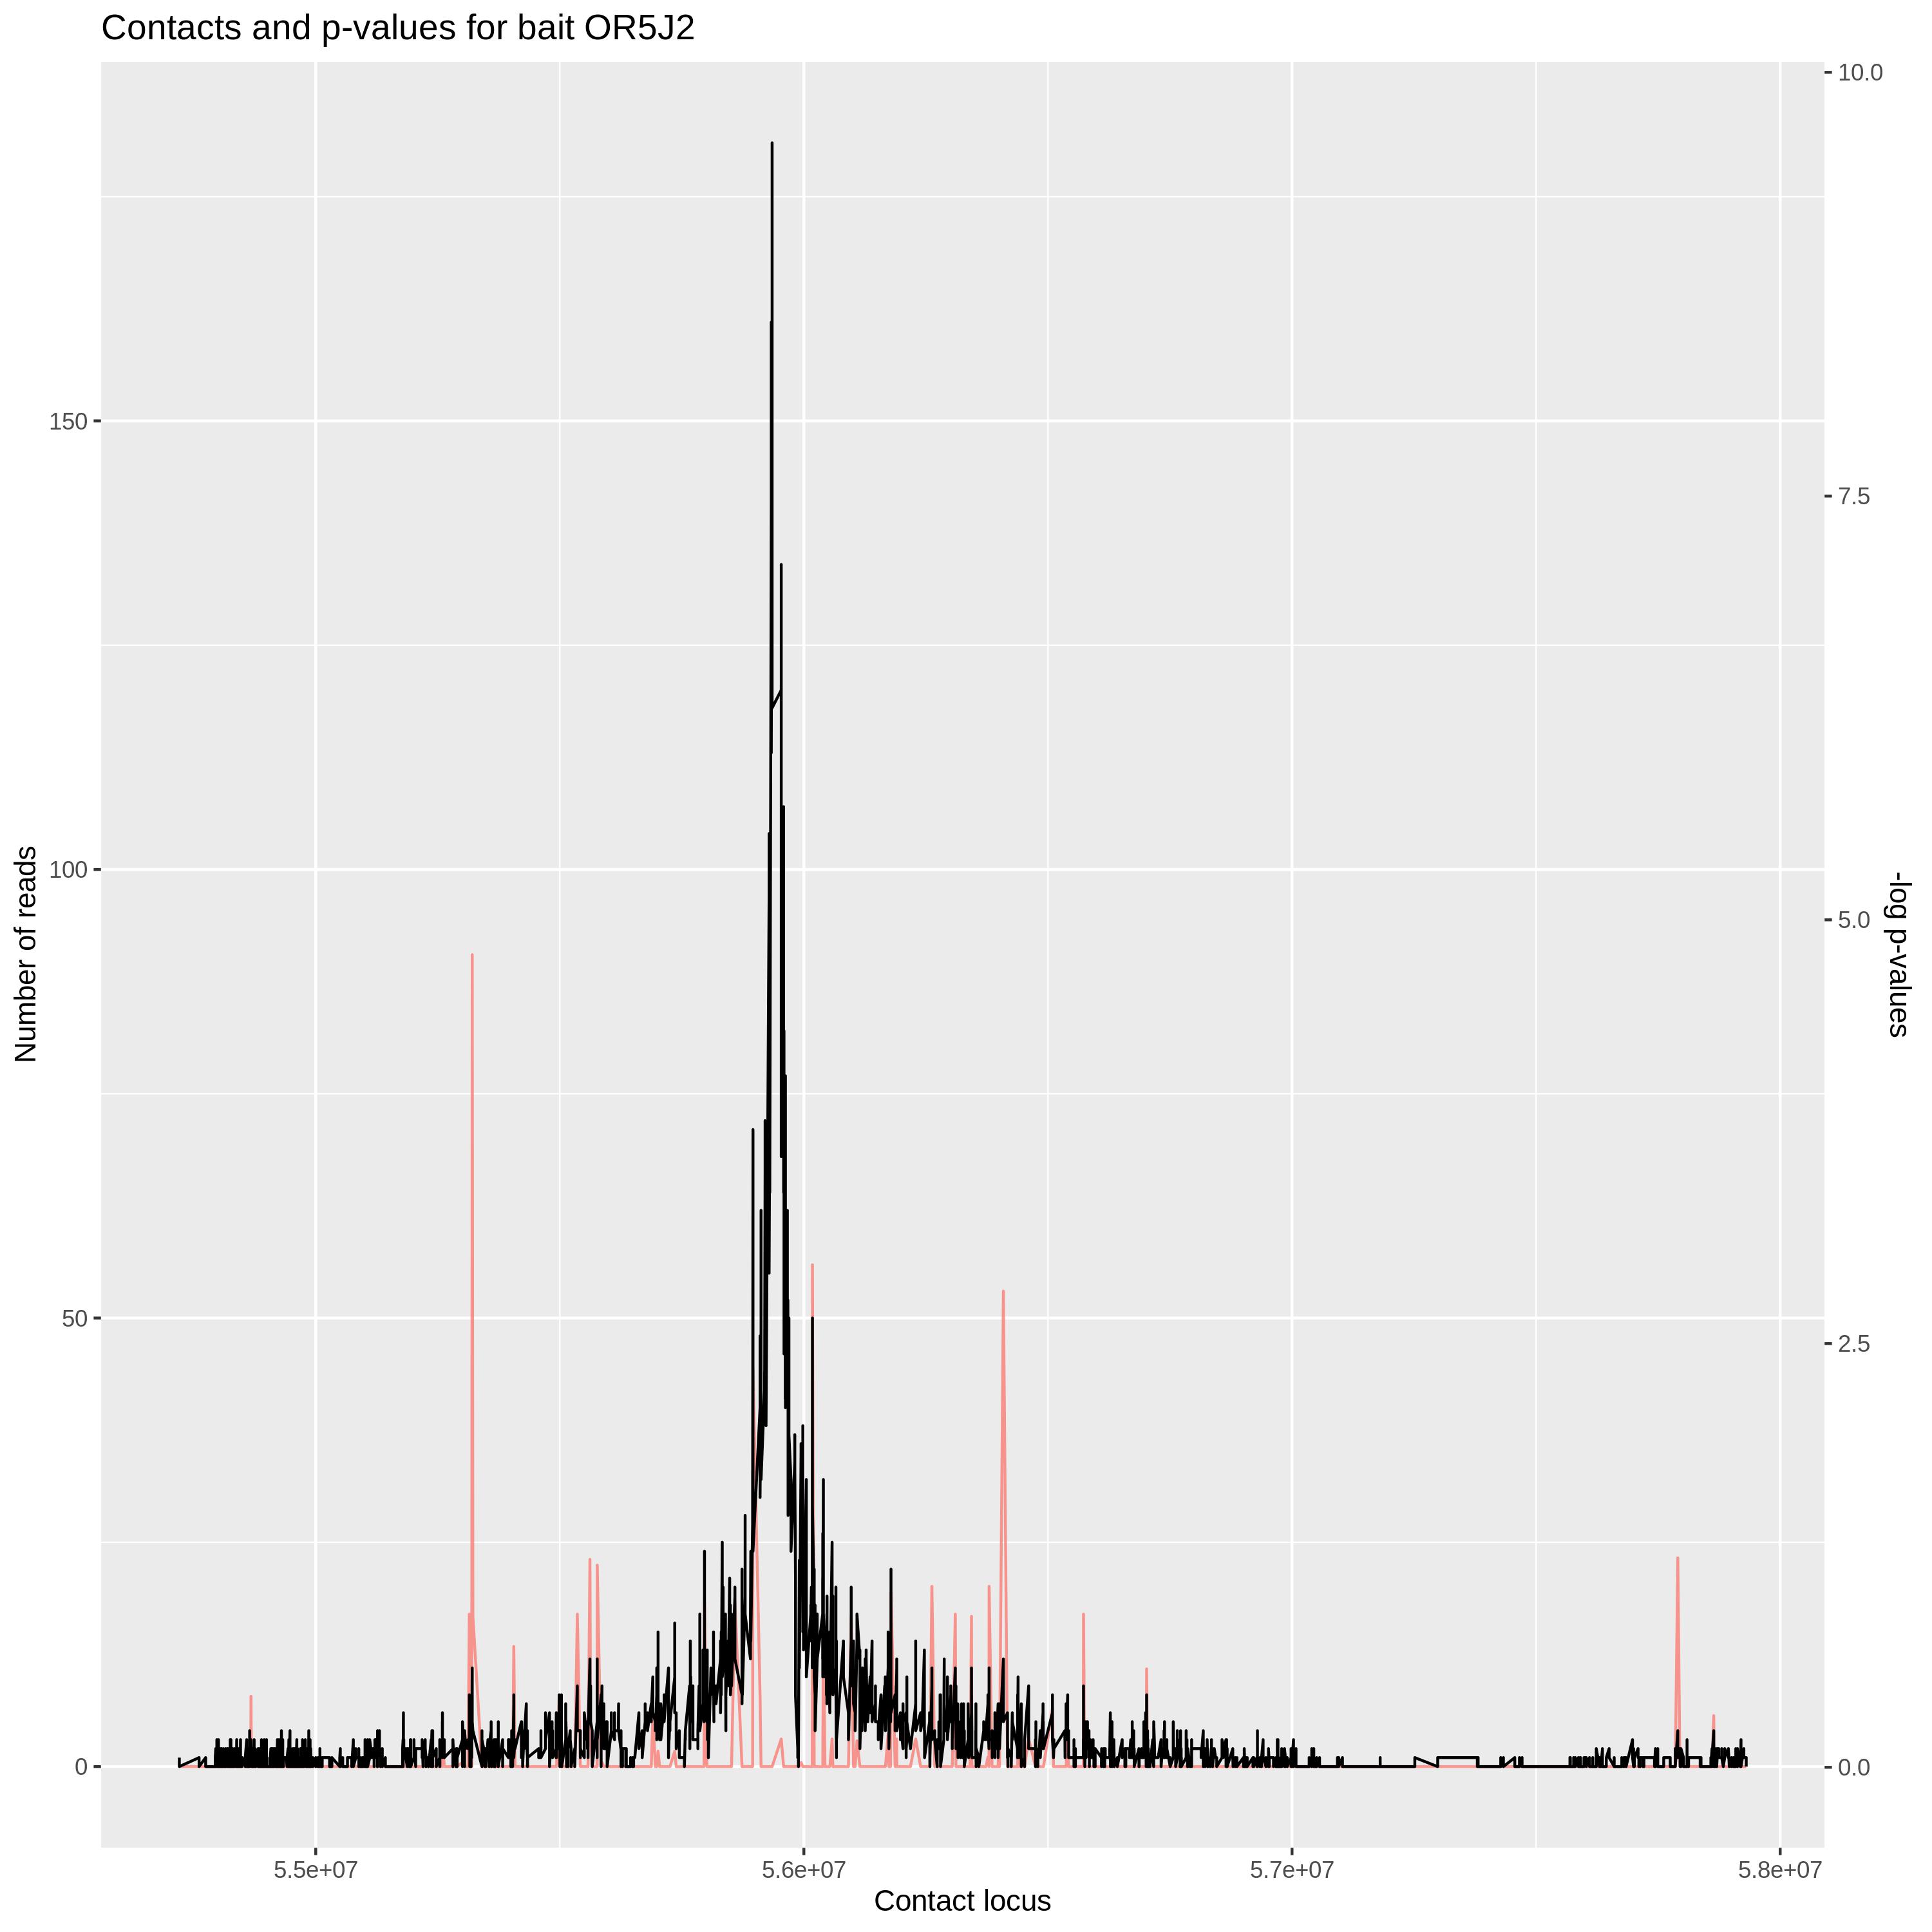 Contacts and p-values for bait OR5J2
10.0
150
7.5
100
5.0
Number of reads
-log p-values
50
2.5
0
0.0
5.5e+07
5.6e+07
5.7e+07
5.8e+07
Contact locus